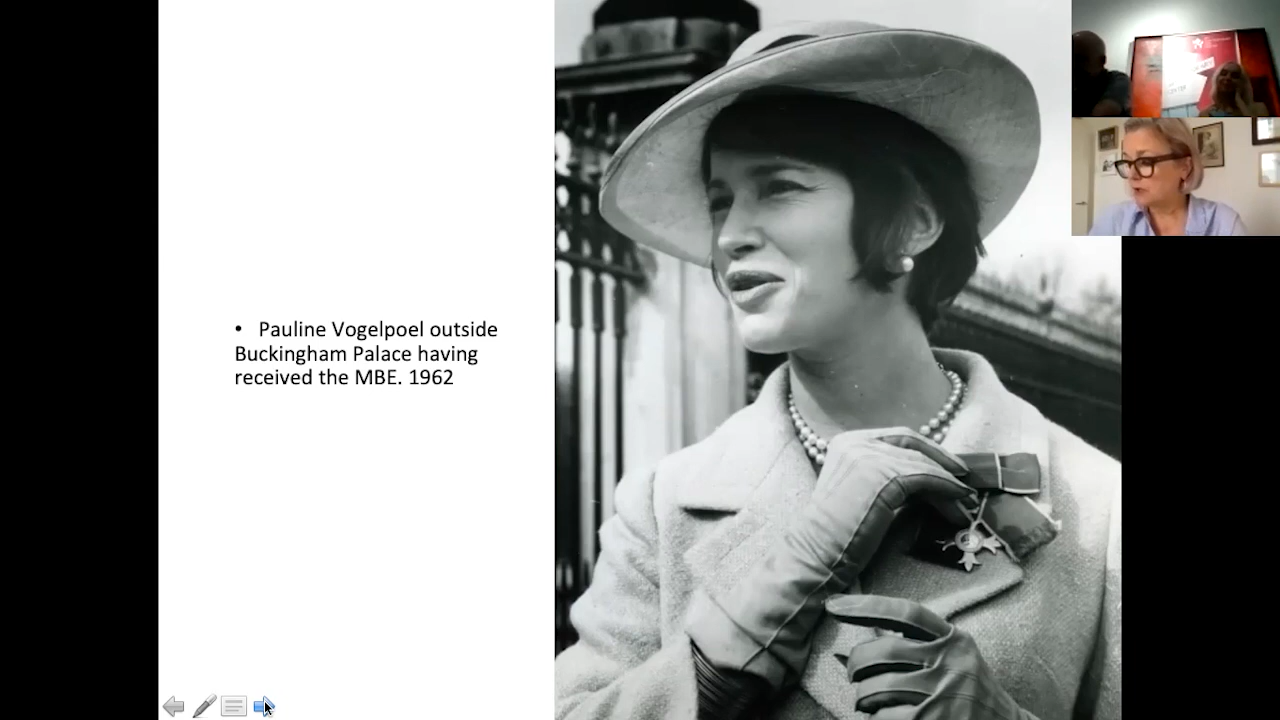 • Pauline Vogelpoel outside
Buckingham Palace having
received the MBE. 1962